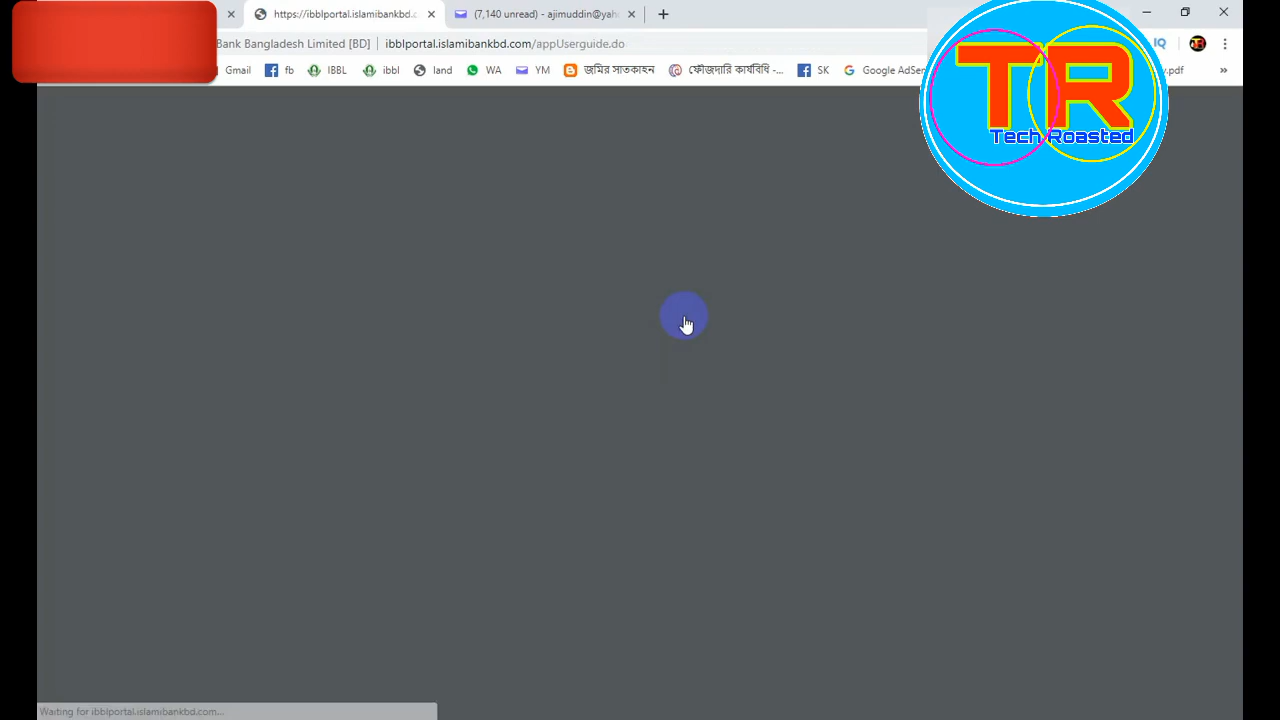 https://ibblportal.islamibankbd.c
(7,140 unread) - ajimuddin@yah
Bank Bangladesh Limited [BD]
ibblportal.islamibankbd.com/appUserguide.do
IQ
Gmail
fb
IBBL
ibbl
land
WA
YM
জমির সাতকাহন
ফৌজদারি কার্যবিধি -...
SK
Google AdSen
.pdf
TR
Tech Roasted
Waiting for ibblportal.islamibankbd.com...